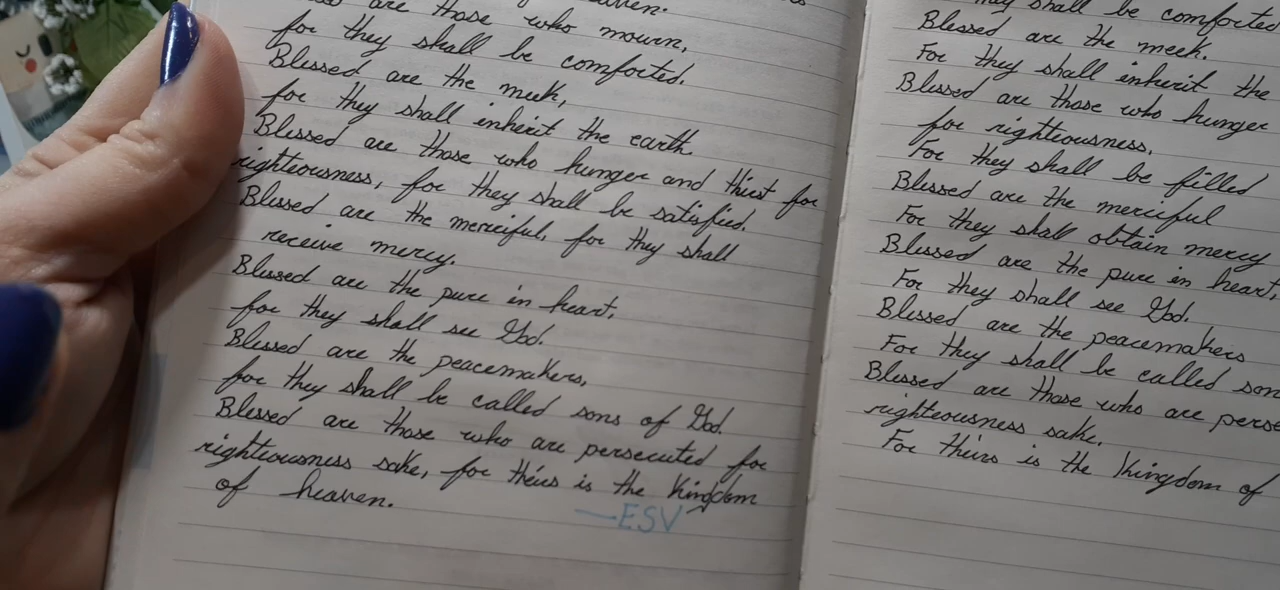 are those who mourn,
for they shall be comforted.
Blessed are the meek,
for they shall inherit the earth.
Blessed are those who hunger and thirst for
righteousness, for they shall be satisfied.
Blessed are the merciful, for they shall
receive mercy.
Blessed are the pure in heart,
for they shall see God.
Blessed are the peacemakers,
for they shall be called sons of God.
Blessed are those who are persecuted for
righteousness sake, for theirs is the Kingdom
of heaven.
—ESV
shall be comforted
Blessed are the meek.
For they shall inherit the
Blessed are those who hunger
for righteousness.
For they shall be filled
Blessed are the merciful
For they shall obtain mercy
Blessed are the pure in heart,
For they shall see God.
Blessed are the peacemakers
For they shall be called son
Blessed are those who are perse
righteousness sake.
For theirs is the Kingdom of